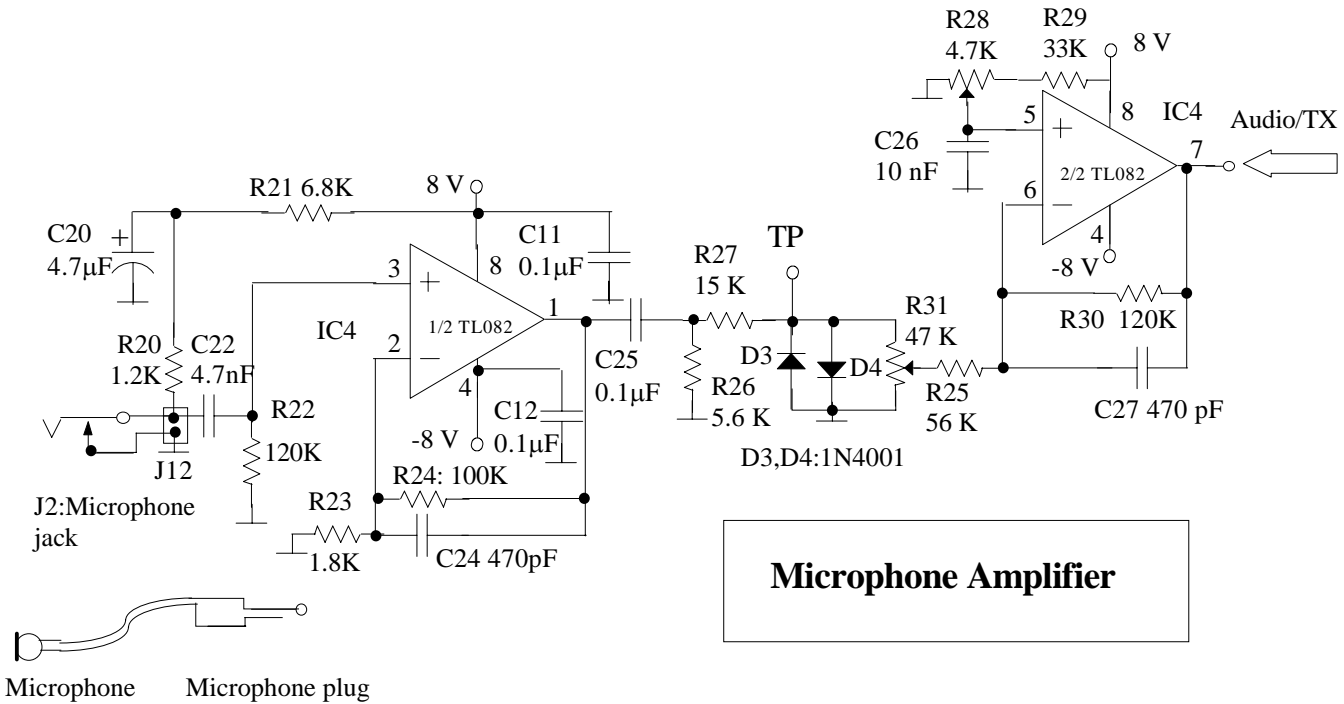 R28
4.7K
R29
33K
8 V
5
+
8
IC4
Audio/TX
C26
10 nF
2/2 TL082
7
6
−
4
-8 V
R30 120K
C27 470 pF
R21 6.8K
8 V
C20
+
4.7µF
C11
0.1µF
3
+
8
IC4
1/2 TL082
1
2
−
4
C12
0.1µF
-8 V
R20
1.2K
C22
4.7nF
R22
120K
J12
J2:Microphone
jack
R23
1.8K
R24: 100K
C24 470pF
C25
0.1µF
R27
15 K
R26
5.6 K
TP
D3
D4
R31
47 K
R25
56 K
D3,D4:1N4001
Microphone Amplifier
Microphone
Microphone plug